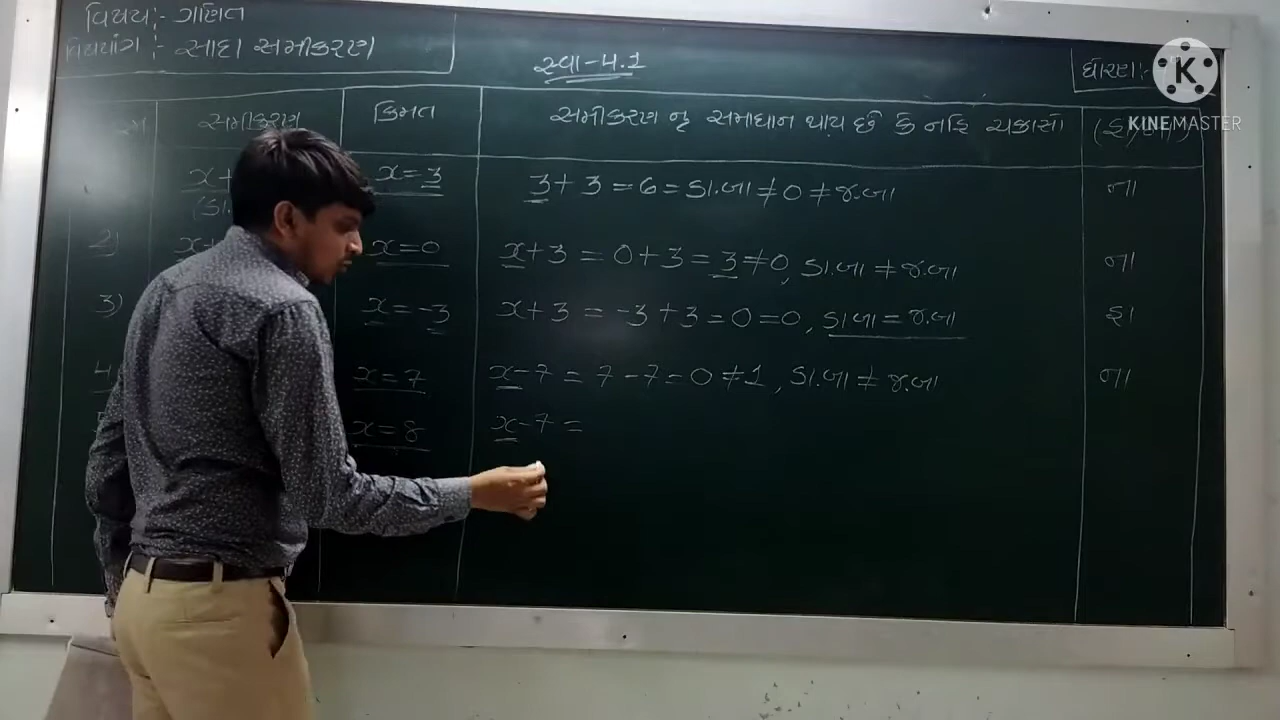 વિષય :- ગણિત
વિષયાંગ :- સાદા સમીકરણ
સ્વા-૫.1
ધોરણ :-
K
KINEMASTER
સમીકરણ કિંમત સમીકરણ નુ સમાધાન થાય છે કે નહિ ચકાસો
x+ x=3 3+3=6=ડા.બા≠0≠જ.બા ના
2) x+ x=0 x+3=0+3=3≠0, ડા.બા≠જ.બા ના
3) x=-3 x+3=-3+3=0=0, ડાબા=જ.બા હા
4) x=7 x-7=7-7=0≠1, ડા.બા≠જ.બા ના
x=8 x-7=